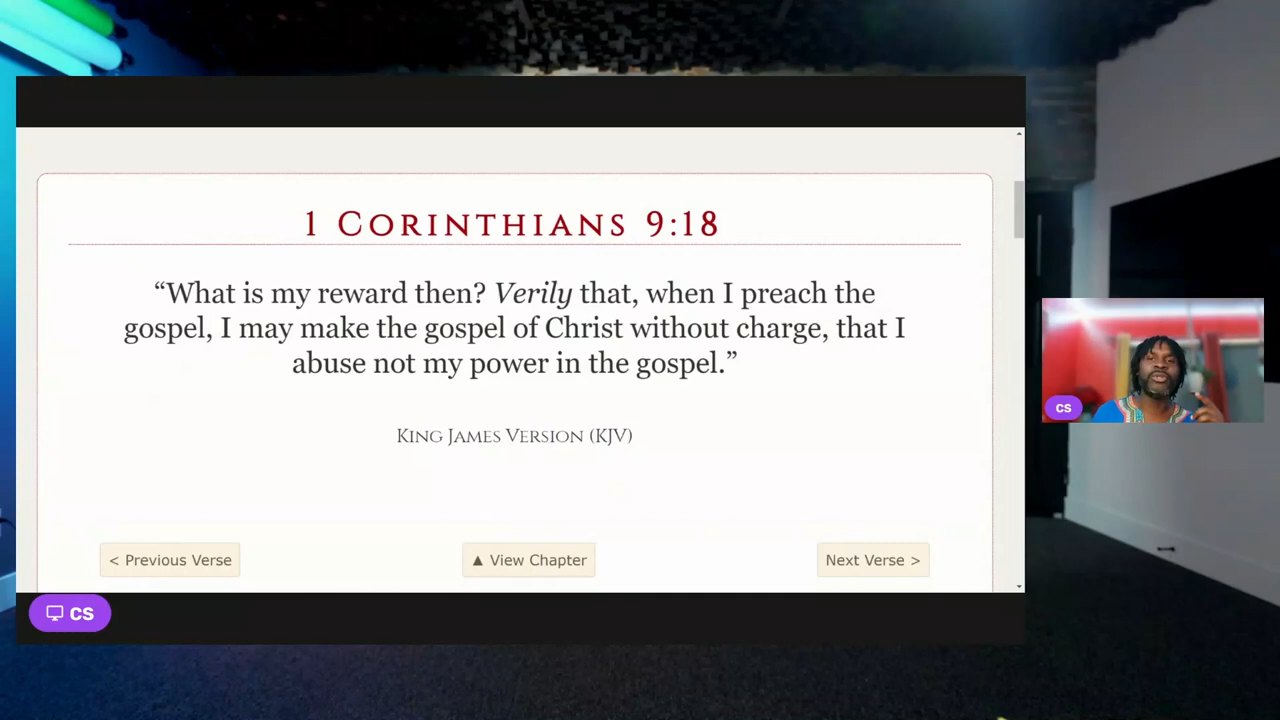 1 Corinthians 9:18
“What is my reward then? Verily that, when I preach the
gospel, I may make the gospel of Christ without charge, that I
abuse not my power in the gospel.”
King James Version (KJV)
< Previous Verse
▲ View Chapter
Next Verse >
CS
CS